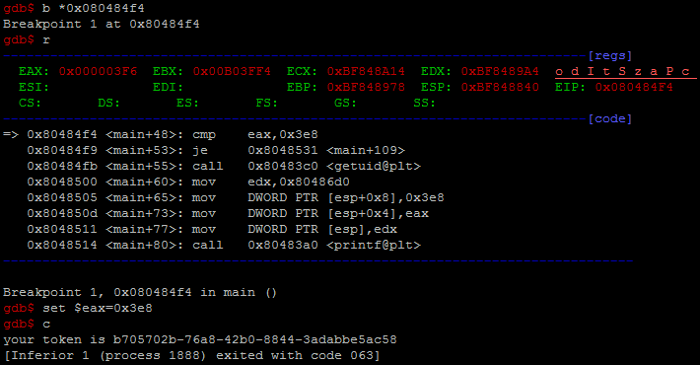 gdb$ b *0x080484f4
Breakpoint 1 at 0x80484f4
gdb$ r
[regs]
EAX: 0x000003F6 EBX: 0x00B03FF4 ECX: 0xBF848A14 EDX: 0xBF8489A4 o d I t S z a P c
ESI: EDI: EBP: 0xBF848978 ESP: 0xBF848840 EIP: 0x080484F4
CS: DS: ES: FS: GS: SS:
[code]
=> 0x80484f4 <main+48>: cmp eax,0x3e8
0x80484f9 <main+53>: je 0x8048531 <main+109>
0x80484fb <main+55>: call 0x80483c0 <getuid@plt>
0x8048500 <main+60>: mov edx,0x80486d0
0x8048505 <main+65>: mov DWORD PTR [esp+0x8],0x3e8
0x804850d <main+73>: mov DWORD PTR [esp+0x4],eax
0x8048511 <main+77>: mov DWORD PTR [esp],edx
0x8048514 <main+80>: call 0x80483a0 <printf@plt>
Breakpoint 1, 0x080484f4 in main ()
gdb$ set $eax=0x3e8
gdb$ c
your token is b705702b-76a8-42b0-8844-3adabbe5ac58
[Inferior 1 (process 1888) exited with code 063]